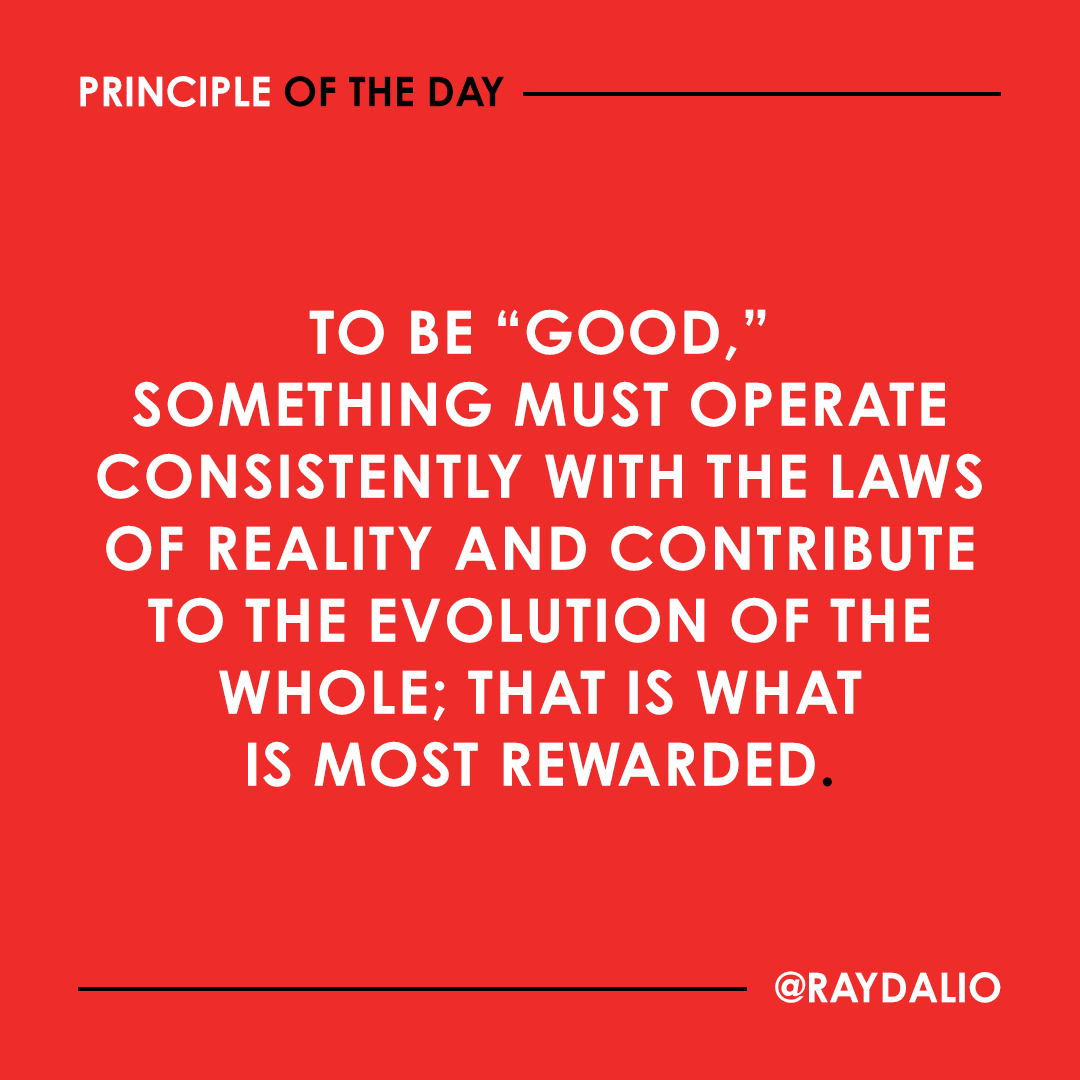 PRINCIPLE OF THE DAY
TO BE “GOOD,”
SOMETHING MUST OPERATE
CONSISTENTLY WITH THE LAWS
OF REALITY AND CONTRIBUTE
TO THE EVOLUTION OF THE
WHOLE; THAT IS WHAT
IS MOST REWARDED.
@RAYDALIO